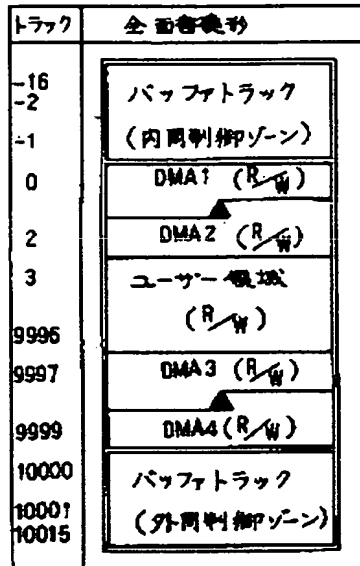 トラック 全面書換形
-16
-2
バッファトラック
-1
(内周制御ゾーン)
0 DMA1 (R/W)
2 DMA2 (R/W)
3 ユーザー領域
(R/W)
9996
9997 DMA3 (R/W)
9999 DMA4 (R/W)
10000
バッファトラック
10001
(外周制御ゾーン)
10015